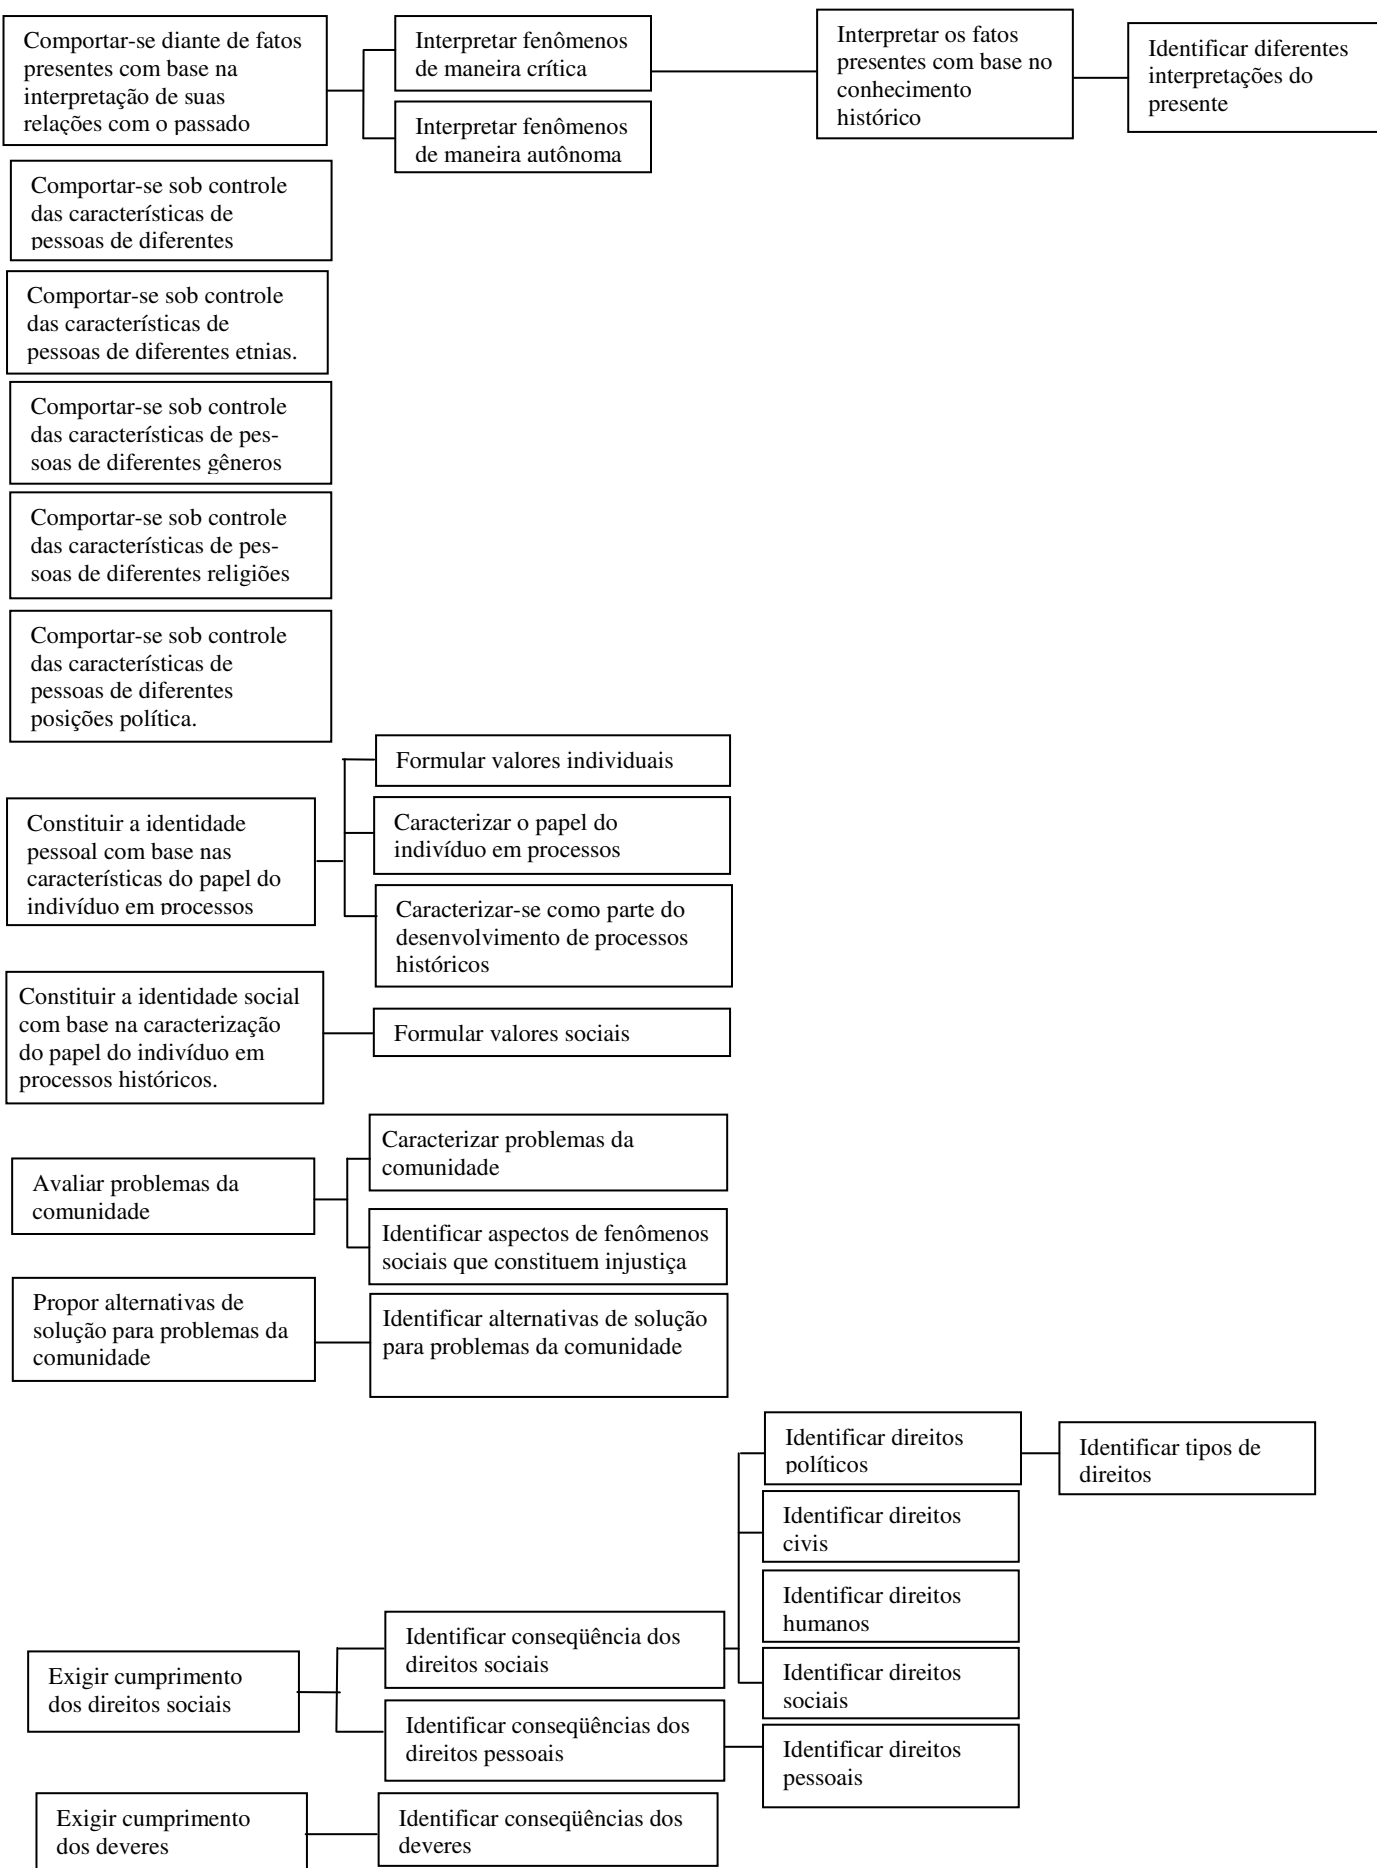 Comportar-se diante de fatos
presentes com base na
interpretação de suas
relações com o passado
Interpretar fenômenos
de maneira crítica
Interpretar fenômenos
de maneira autônoma
Interpretar os fatos
presentes com base no
conhecimento
histórico
Identificar diferentes
interpretações do
presente
Comportar-se sob controle
das características de
pessoas de diferentes
Comportar-se sob controle
das características de
pessoas de diferentes etnias.
Comportar-se sob controle
das características de pes-
soas de diferentes gêneros
Comportar-se sob controle
das características de pes-
soas de diferentes religiões
Comportar-se sob controle
das características de
pessoas de diferentes
posições política.
Constituir a identidade
pessoal com base nas
características do papel do
indivíduo em processos
Formular valores individuais
Caracterizar o papel do
indivíduo em processos
Caracterizar-se como parte do
desenvolvimento de processos
históricos
Constituir a identidade social
com base na caracterização
do papel do indivíduo em
processos históricos.
Formular valores sociais
Avaliar problemas da
comunidade
Caracterizar problemas da
comunidade
Identificar aspectos de fenômenos
sociais que constituem injustiça
Propor alternativas de
solução para problemas da
comunidade
Identificar alternativas de solução
para problemas da comunidade
Exigir cumprimento
dos direitos sociais
Identificar conseqüência dos
direitos sociais
Identificar conseqüências dos
direitos pessoais
Identificar direitos
políticos
Identificar tipos de
direitos
Identificar direitos
civis
Identificar direitos
humanos
Identificar direitos
sociais
Identificar direitos
pessoais
Exigir cumprimento
dos deveres
Identificar conseqüências dos
deveres